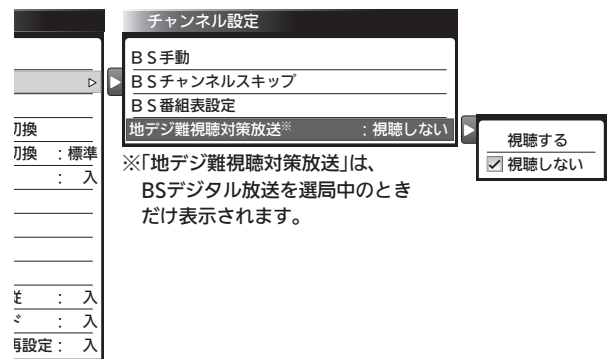 チャンネル設定
BS手動
BSチャンネルスキップ
BS番組表設定
地デジ難視聴対策放送※ ：視聴しない
視聴する
視聴しない
※「地デジ難視聴対策放送」は、
BSデジタル放送を選局中のとき
だけ表示されます。
切換
切換 ：標準
： 入
： 入
： 入
再設定： 入